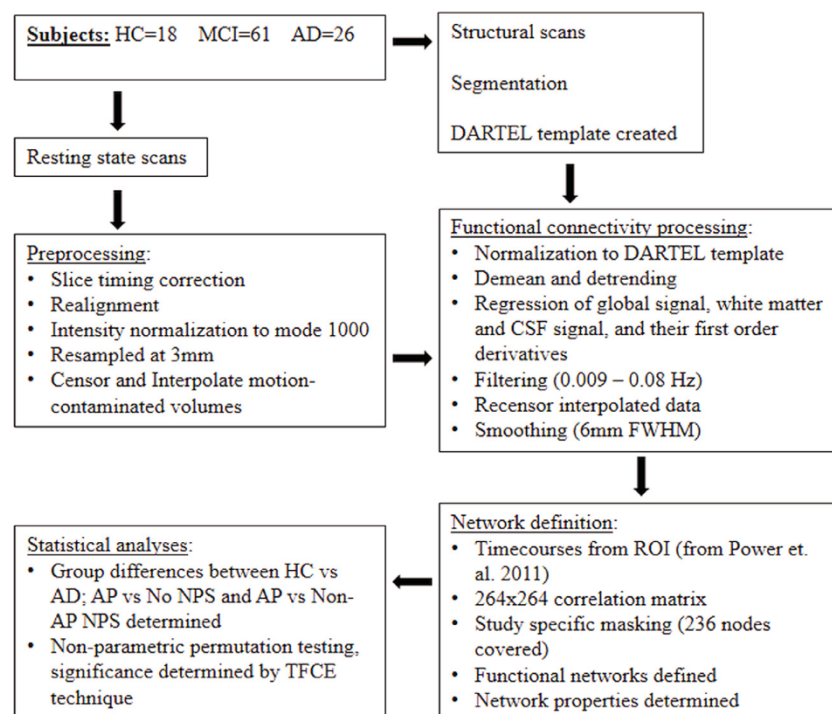 Subjects: HC=18 MCI=61 AD=26
Structural scans
Segmentation
DARTEL template created
Resting state scans
Preprocessing:
• Slice timing correction
• Realignment
• Intensity normalization to mode 1000
• Resampled at 3mm
• Censor and Interpolate motion-
contaminated volumes
Functional connectivity processing:
• Normalization to DARTEL template
• Demean and detrending
• Regression of global signal, white matter
and CSF signal, and their first order
derivatives
• Filtering (0.009 – 0.08 Hz)
• Recensor interpolated data
• Smoothing (6mm FWHM)
Network definition:
• Timecourses from ROI (from Power et.
al. 2011)
• 264x264 correlation matrix
• Study specific masking (236 nodes
covered)
• Functional networks defined
• Network properties determined
Statistical analyses:
• Group differences between HC vs
AD; AP vs No NPS and AP vs Non-
AP NPS determined
• Non-parametric permutation testing,
significance determined by TFCE
technique